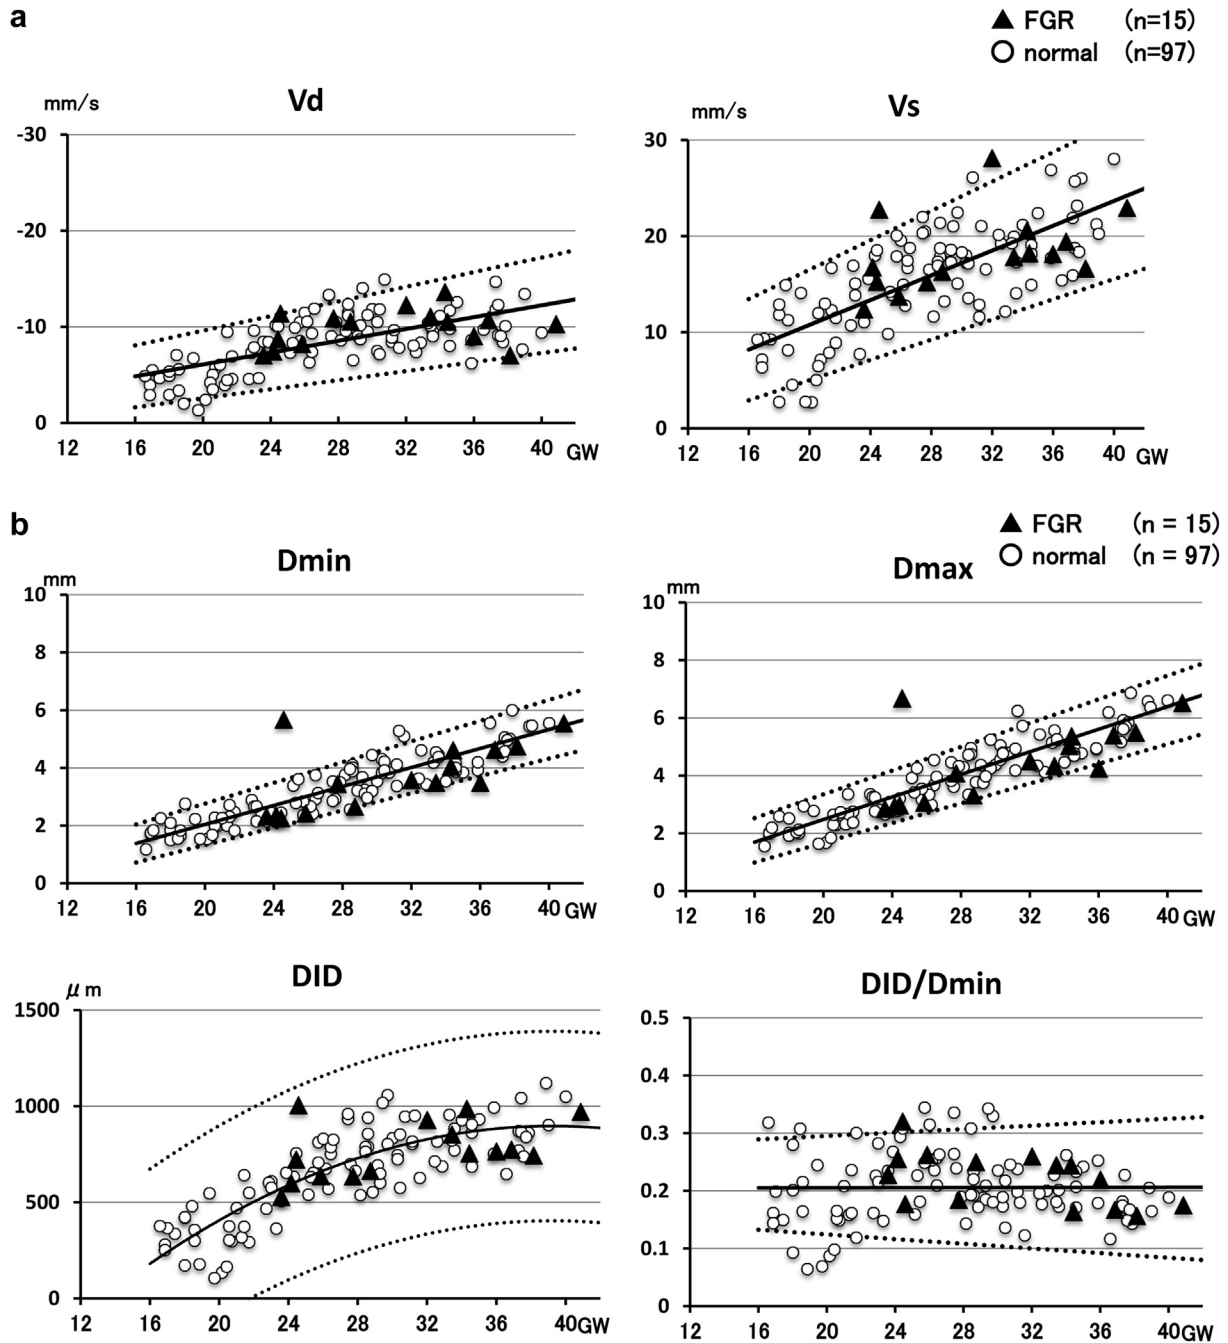 a
▲ FGR (n=15)
○ normal (n=97)
Vd
mm/s
-30
-20
-10
0
12 16 20 24 28 32 36 40 GW
Vs
mm/s
30
20
10
0
12 16 20 24 28 32 36 40 GW
b
▲ FGR (n = 15)
○ normal (n = 97)
Dmin
mm
10
8
6
4
2
0
12 16 20 24 28 32 36 40 GW
Dmax
mm
10
8
6
4
2
0
12 16 20 24 28 32 36 40 GW
DID
μm
1500
1000
500
0
12 16 20 24 28 32 36 40 GW
DID/Dmin
0.5
0.4
0.3
0.2
0.1
0
12 16 20 24 28 32 36 40 GW